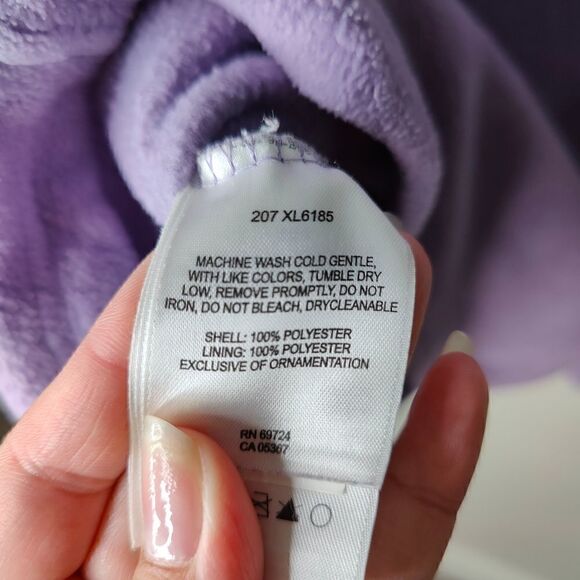 207 XL6185
MACHINE WASH COLD GENTLE,
WITH LIKE COLORS, TUMBLE DRY
LOW, REMOVE PROMPTLY, DO NOT
IRON, DO NOT BLEACH, DRYCLEANABLE
SHELL: 100% POLYESTER
LINING: 100% POLYESTER
EXCLUSIVE OF ORNAMENTATION
RN 69724
CA 05367